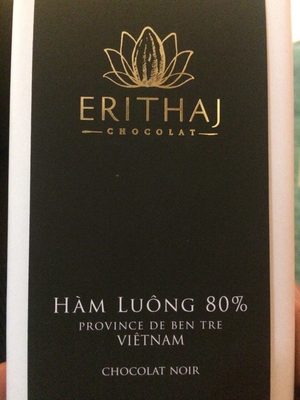 ERITHAJ
CHOCOLAT
HÀM LUÔNG 80%
PROVINCE DE BEN TRE
VIÊTNAM
CHOCOLAT NOIR